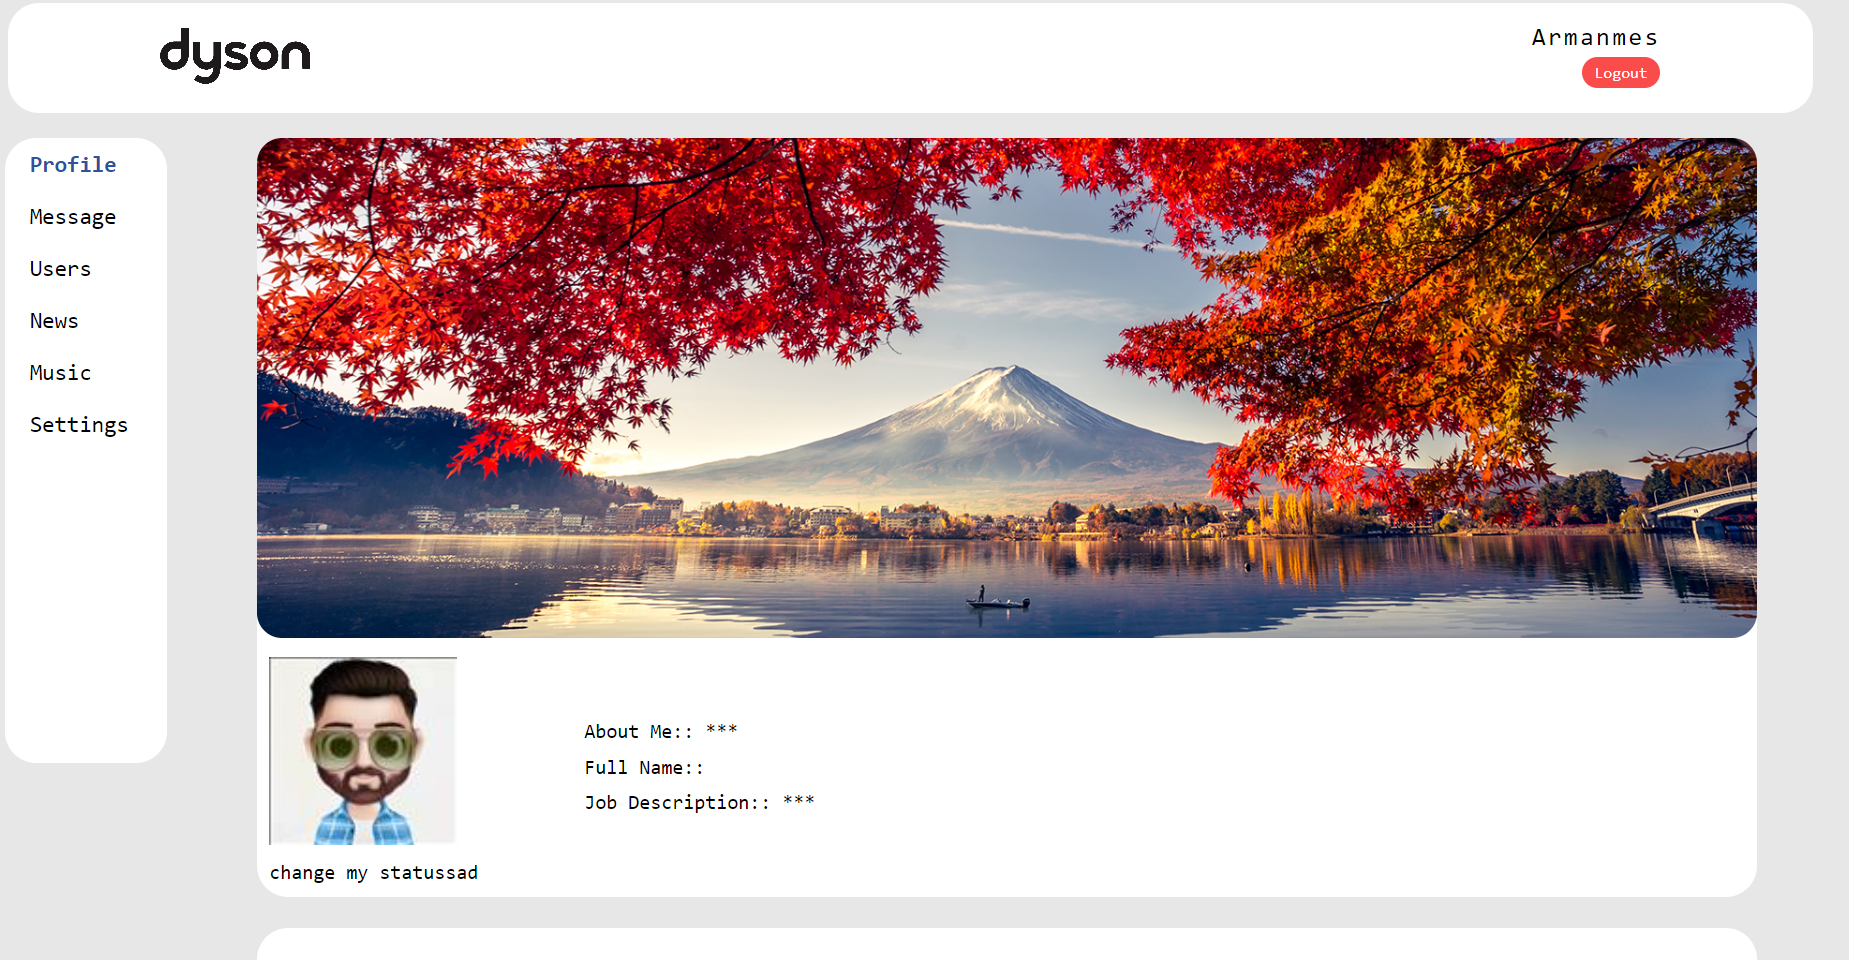 dyson
Armanmes
Logout
Profile
Message
Users
News
Music
Settings
About Me:: ***
Full Name::
Job Description:: ***
change my statussad